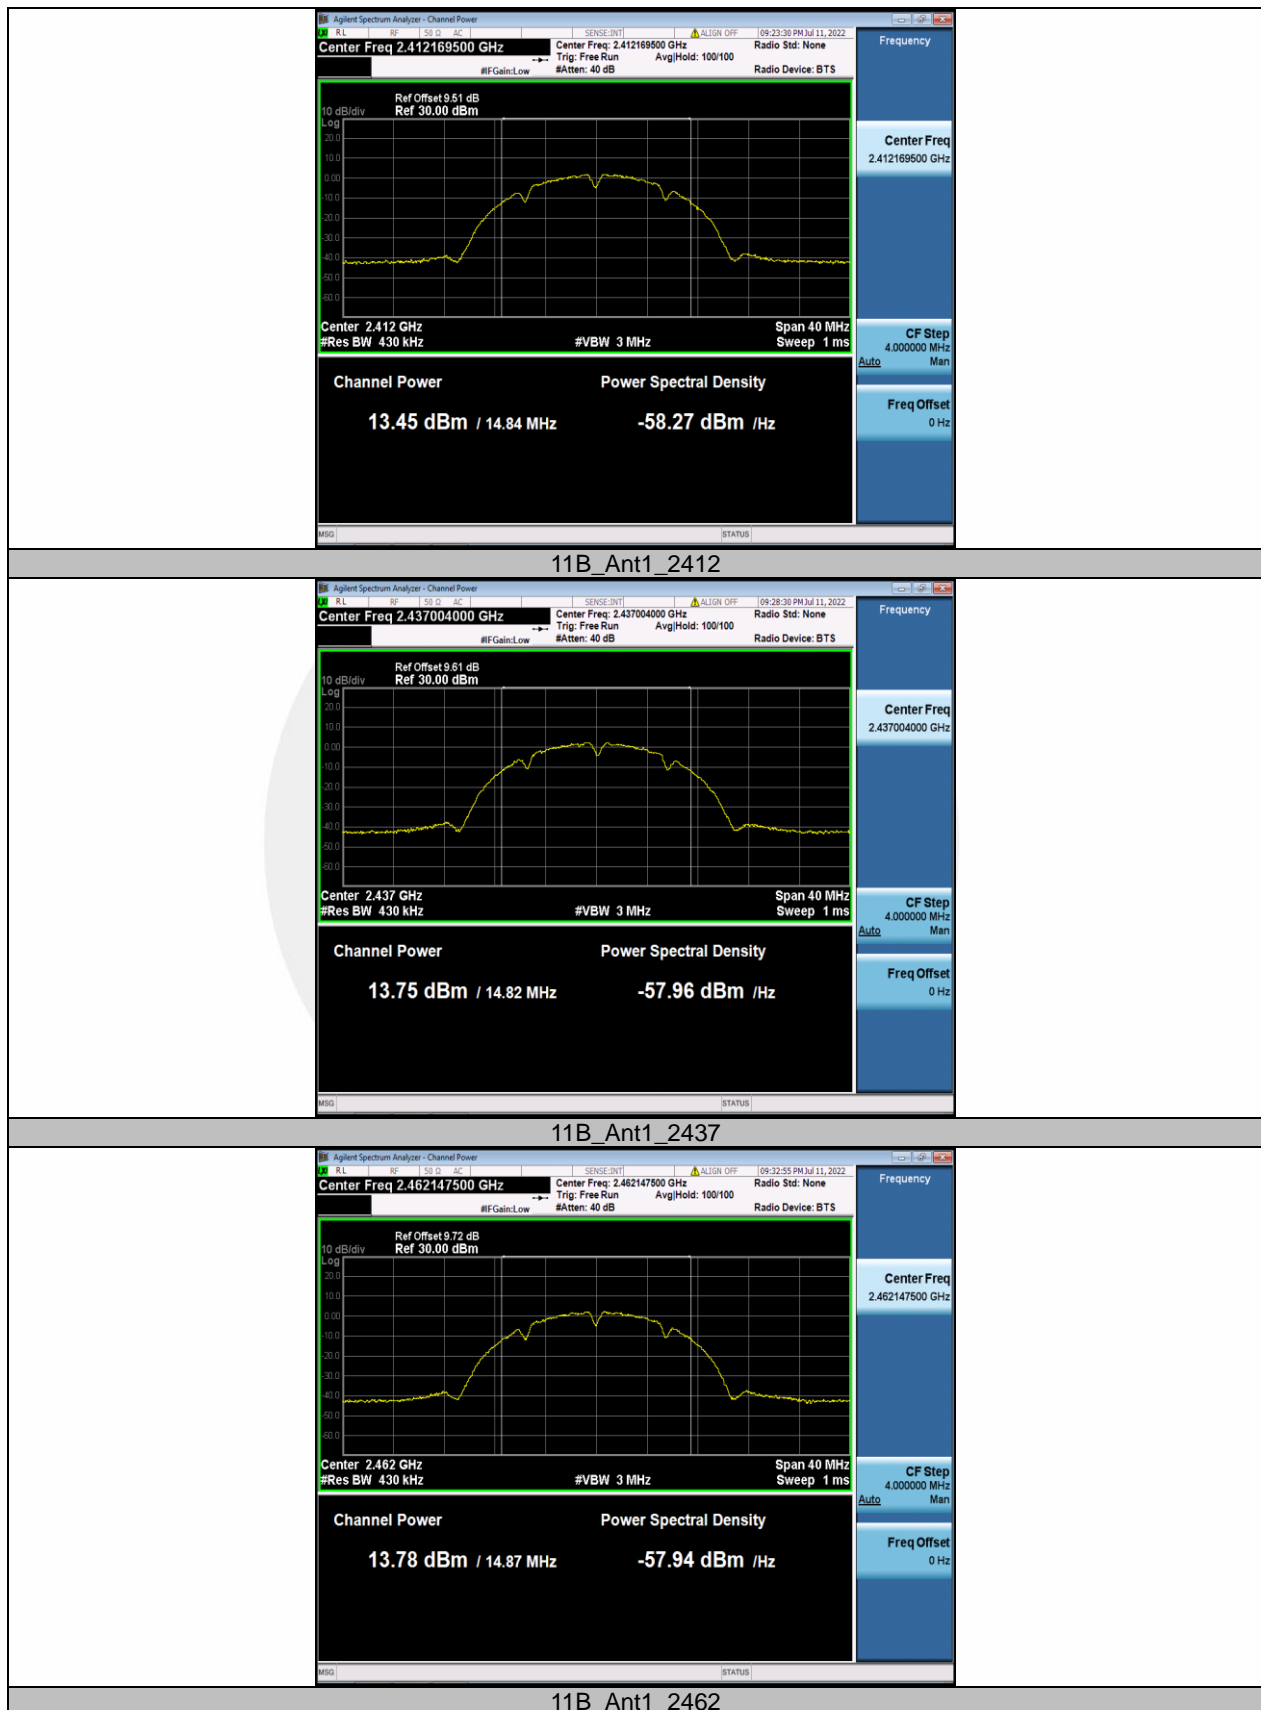 Agilent Spectrum Analyzer - Channel Power
RL RF 50 Ω AC SENSE:INT ALIGN OFF 09:23:30 PM Jul 11, 2022
Center Freq 2.412169500 GHz Center Freq: 2.412169500 GHz Radio Std: None Frequency
Trig: Free Run Avg|Hold: 100/100
#IFGain:Low #Atten: 40 dB Radio Device: BTS
Ref Offset 9.51 dB
10 dB/div Ref 30.00 dBm
Log
20.0
10.0
0.00
-10.0
-20.0
-30.0
-40.0
-50.0
-60.0
Center Freq
2.412169500 GHz
Center 2.412 GHz Span 40 MHz
#Res BW 430 kHz #VBW 3 MHz Sweep 1 ms
CF Step
4.000000 MHz
Auto Man
Channel Power Power Spectral Density
13.45 dBm / 14.84 MHz -58.27 dBm /Hz
Freq Offset
0 Hz
MSG STATUS
11B_Ant1_2412
Agilent Spectrum Analyzer - Channel Power
RL RF 50 Ω AC SENSE:INT ALIGN OFF 09:28:30 PM Jul 11, 2022
Center Freq 2.437004000 GHz Center Freq: 2.437004000 GHz Radio Std: None Frequency
Trig: Free Run Avg|Hold: 100/100
#IFGain:Low #Atten: 40 dB Radio Device: BTS
Ref Offset 9.61 dB
10 dB/div Ref 30.00 dBm
Log
20.0
10.0
0.00
-10.0
-20.0
-30.0
-40.0
-50.0
-60.0
Center Freq
2.437004000 GHz
Center 2.437 GHz Span 40 MHz
#Res BW 430 kHz #VBW 3 MHz Sweep 1 ms
CF Step
4.000000 MHz
Auto Man
Channel Power Power Spectral Density
13.75 dBm / 14.82 MHz -57.96 dBm /Hz
Freq Offset
0 Hz
MSG STATUS
11B_Ant1_2437
Agilent Spectrum Analyzer - Channel Power
RL RF 50 Ω AC SENSE:INT ALIGN OFF 09:32:55 PM Jul 11, 2022
Center Freq 2.462147500 GHz Center Freq: 2.462147500 GHz Radio Std: None Frequency
Trig: Free Run Avg|Hold: 100/100
#IFGain:Low #Atten: 40 dB Radio Device: BTS
Ref Offset 9.72 dB
10 dB/div Ref 30.00 dBm
Log
20.0
10.0
0.00
-10.0
-20.0
-30.0
-40.0
-50.0
-60.0
Center Freq
2.462147500 GHz
Center 2.462 GHz Span 40 MHz
#Res BW 430 kHz #VBW 3 MHz Sweep 1 ms
CF Step
4.000000 MHz
Auto Man
Channel Power Power Spectral Density
13.78 dBm / 14.87 MHz -57.94 dBm /Hz
Freq Offset
0 Hz
MSG STATUS
11B_Ant1_2462